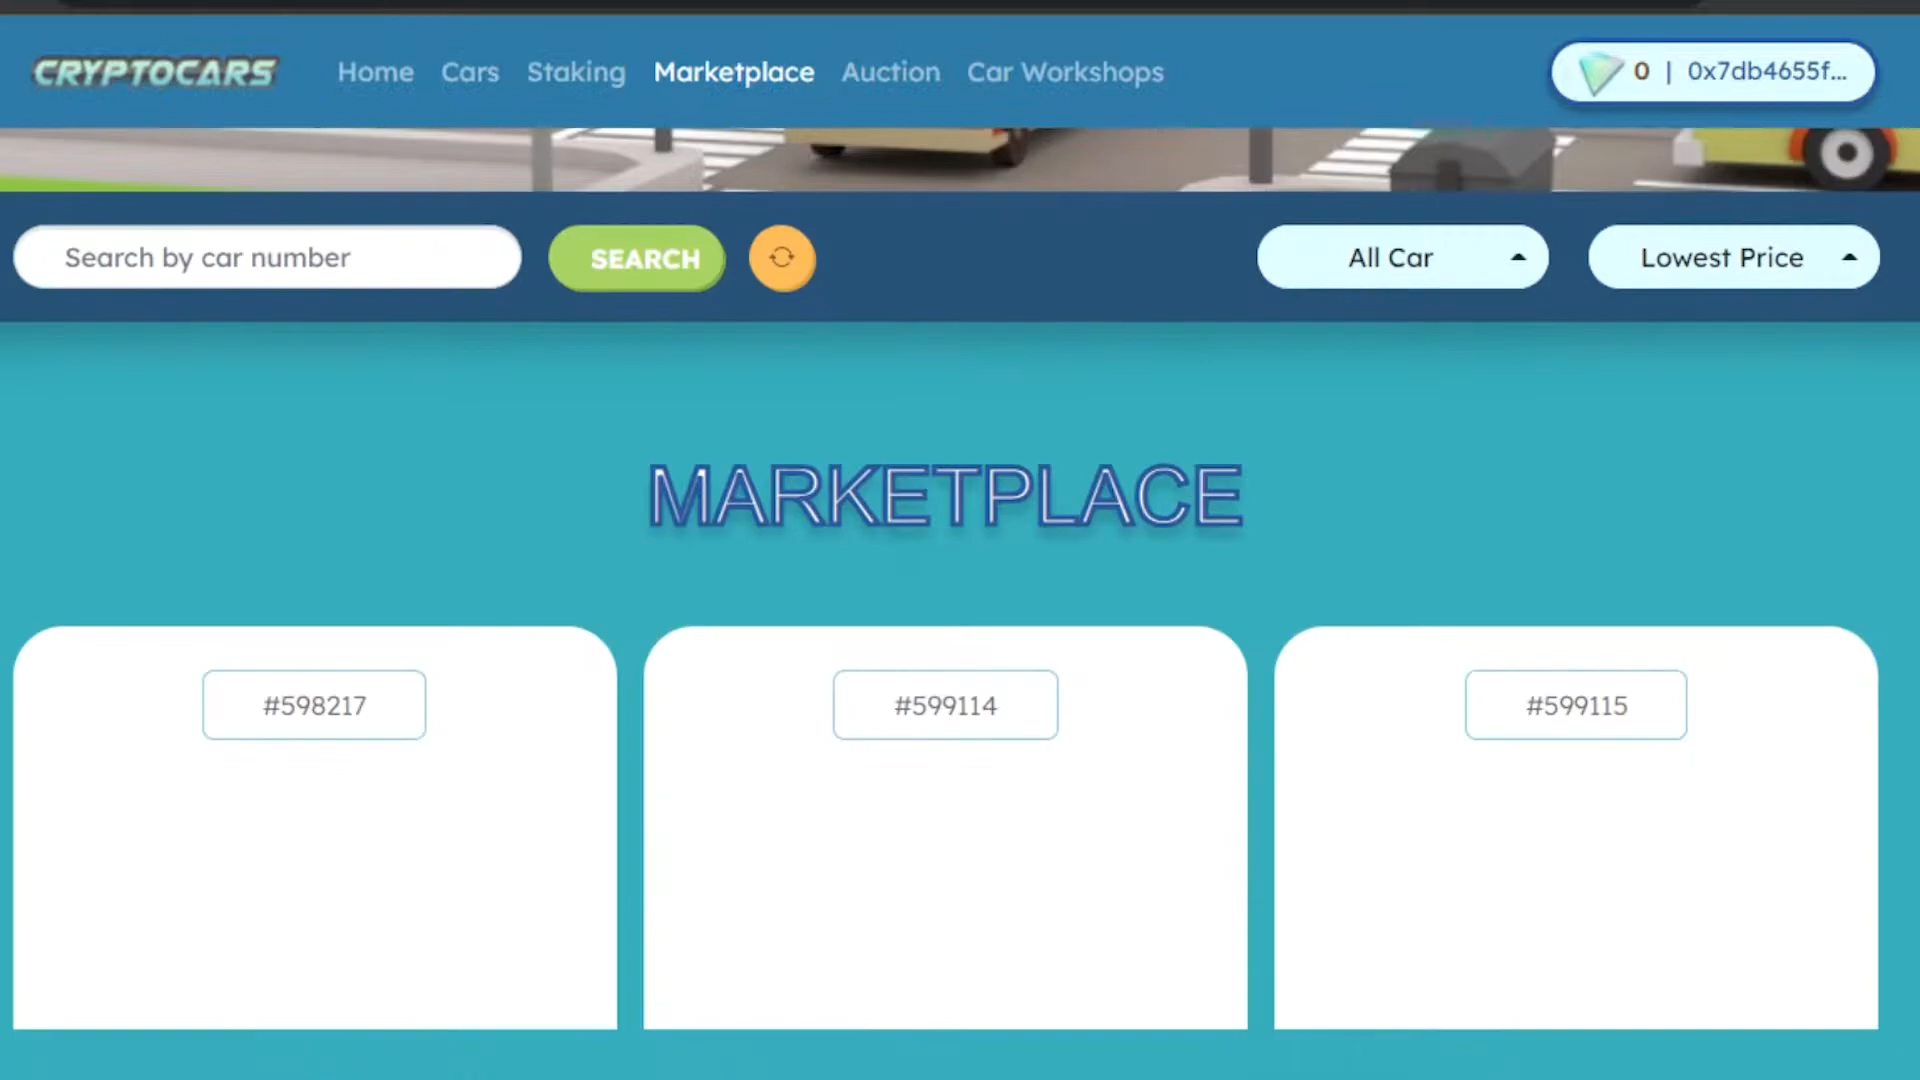 CRYPTOCARS Home Cars Staking Marketplace Auction Car Workshops 0 | 0x7db4655f...
Search by car number SEARCH All Car Lowest Price
MARKETPLACE
#598217 #599114 #599115